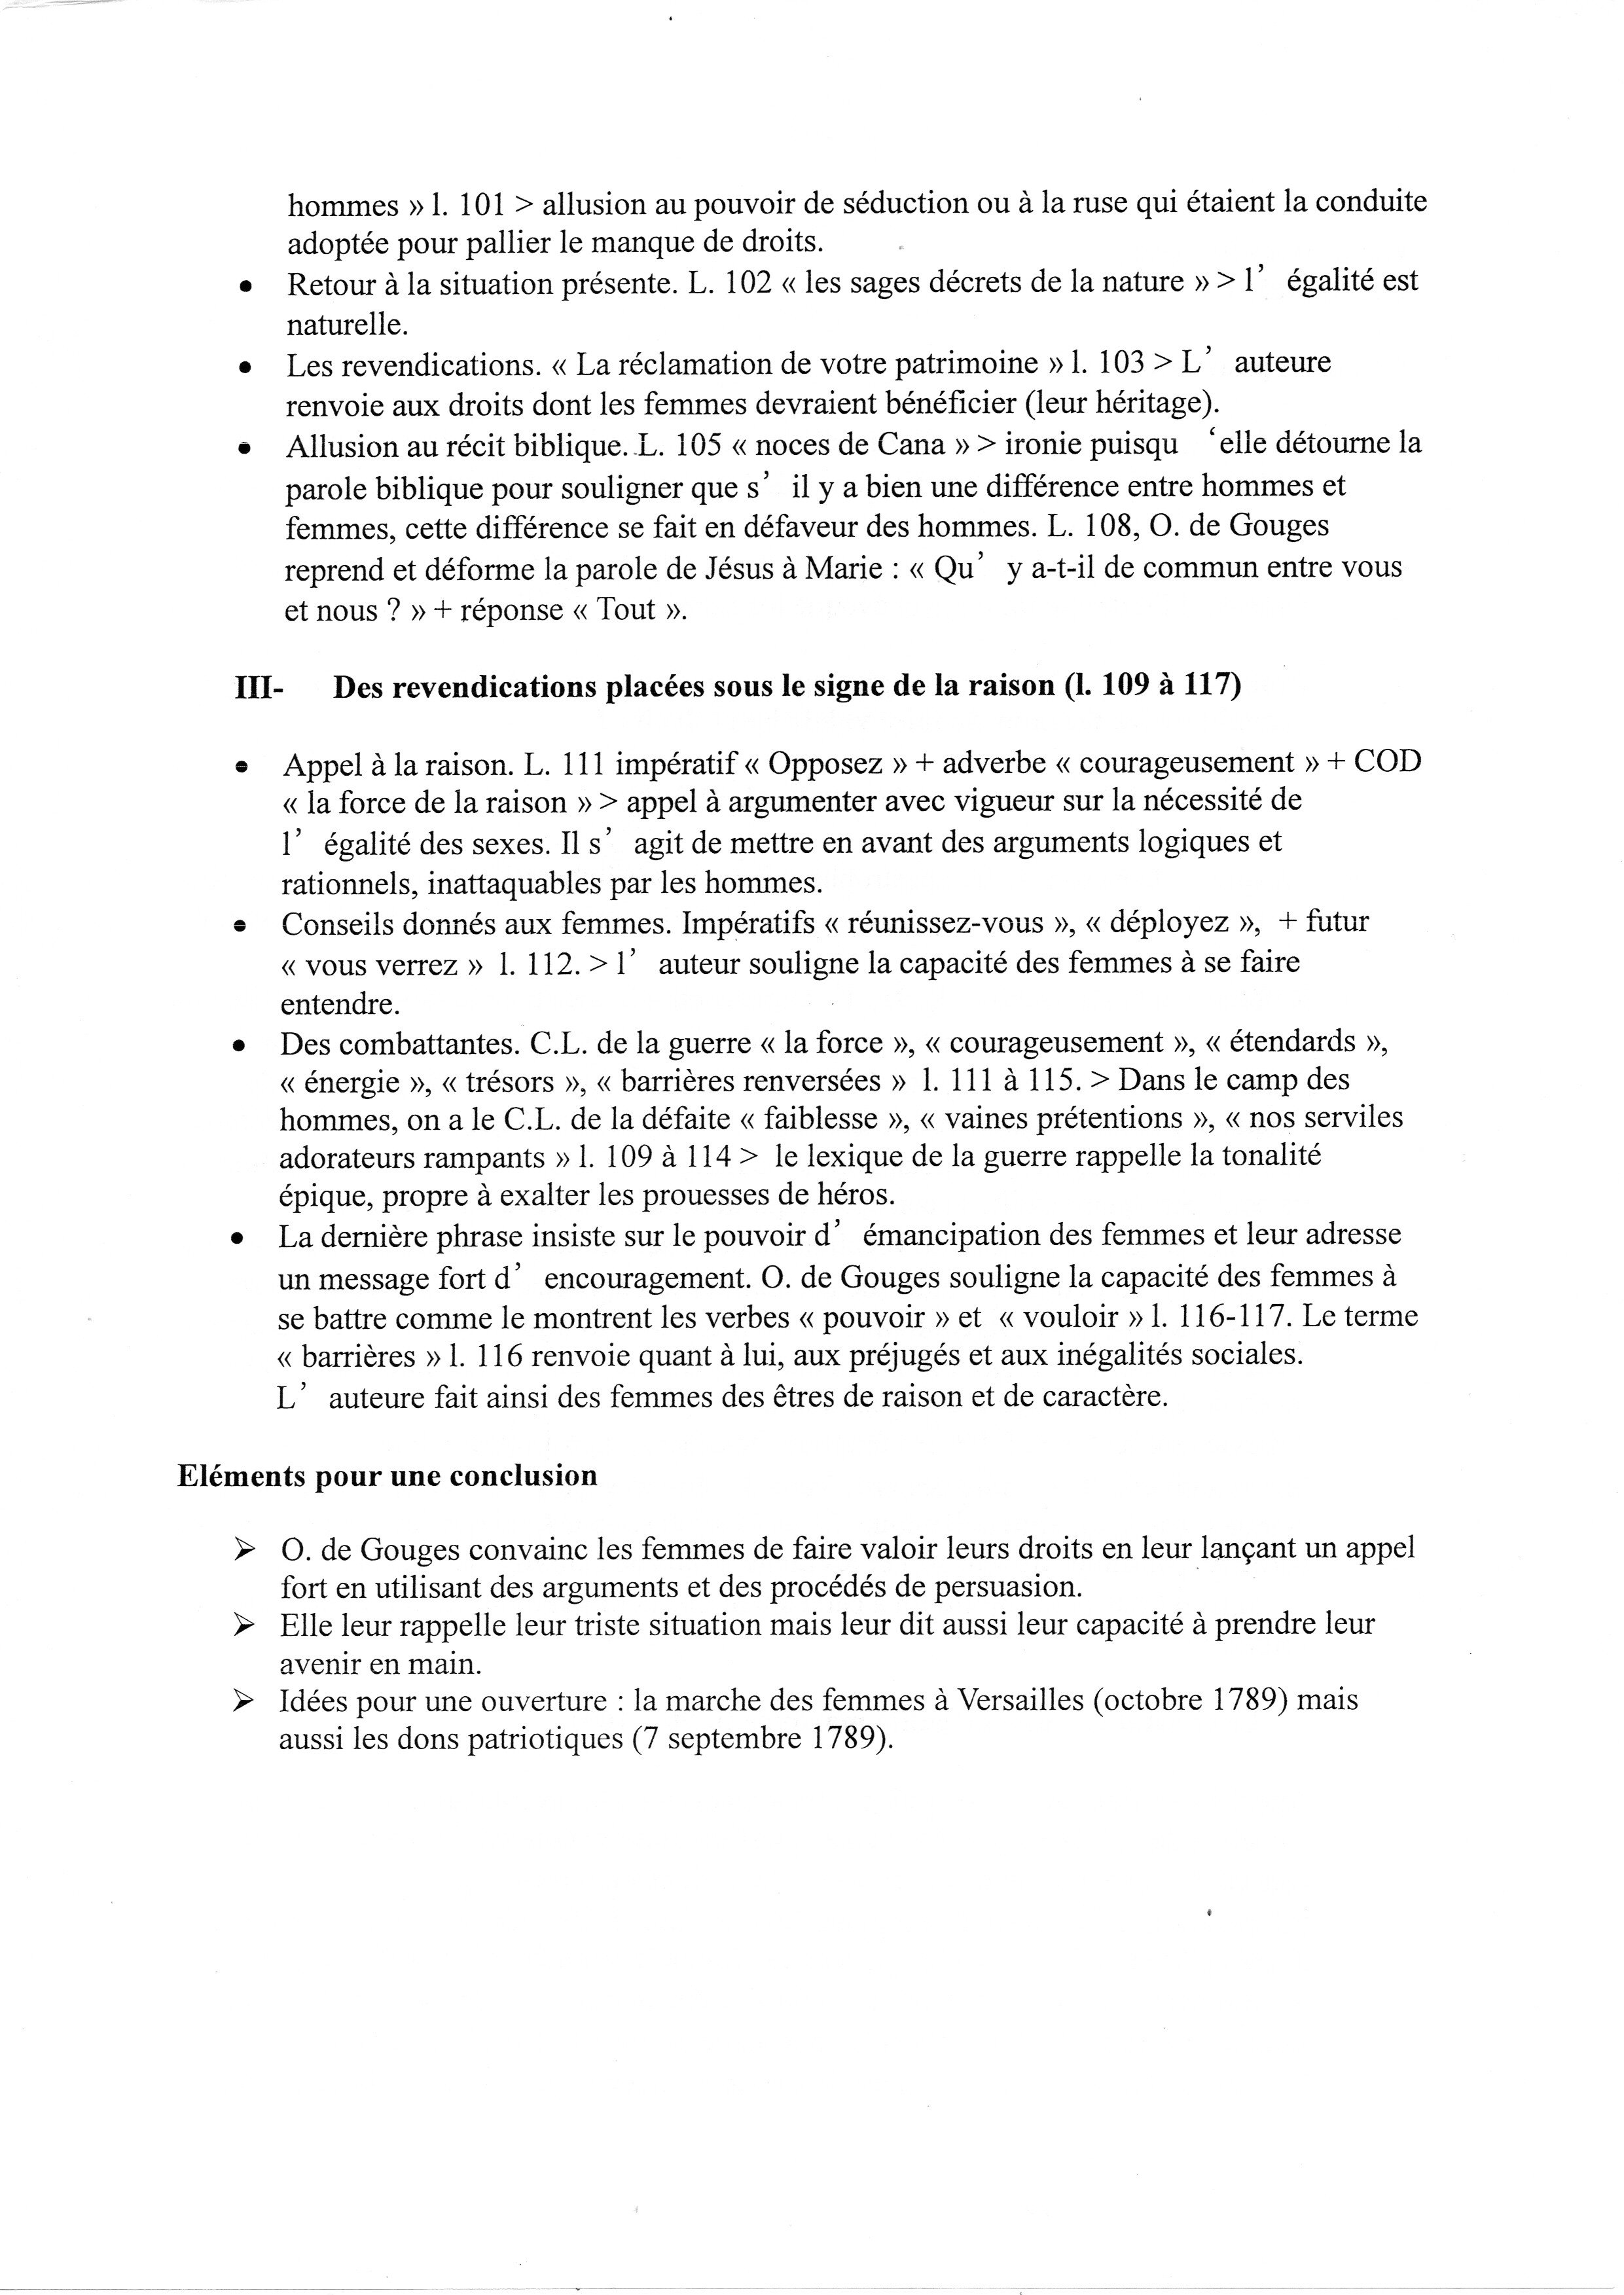 hommes » l. 101 > allusion au pouvoir de séduction ou à la ruse qui étaient la conduite
adoptée pour pallier le manque de droits.
• Retour à la situation présente. L. 102 « les sages décrets de la nature » > l’ égalité est
naturelle.
• Les revendications. « La réclamation de votre patrimoine » l. 103 > L’ auteure
renvoie aux droits dont les femmes devraient bénéficier (leur héritage).
• Allusion au récit biblique. L. 105 « noces de Cana » > ironie puisqu ‘elle détourne la
parole biblique pour souligner que s’ il y a bien une différence entre hommes et
femmes, cette différence se fait en défaveur des hommes. L. 108, O. de Gouges
reprend et déforme la parole de Jésus à Marie : « Qu’ y a-t-il de commun entre vous
et nous ? » + réponse « Tout ».
III- Des revendications placées sous le signe de la raison (l. 109 à 117)
• Appel à la raison. L. 111 impératif « Opposez » + adverbe « courageusement » + COD
« la force de la raison » > appel à argumenter avec vigueur sur la nécessité de
l’ égalité des sexes. Il s’ agit de mettre en avant des arguments logiques et
rationnels, inattaquables par les hommes.
• Conseils donnés aux femmes. Impératifs « réunissez-vous », « déployez », + futur
« vous verrez » l. 112. > l’ auteur souligne la capacité des femmes à se faire
entendre.
• Des combattantes. C.L. de la guerre « la force », « courageusement », « étendards »,
« énergie », « trésors », « barrières renversées » l. 111 à 115. > Dans le camp des
hommes, on a le C.L. de la défaite « faiblesse », « vaines prétentions », « nos serviles
adorateurs rampants » l. 109 à 114 > le lexique de la guerre rappelle la tonalité
épique, propre à exalter les prouesses de héros.
• La dernière phrase insiste sur le pouvoir d’ émancipation des femmes et leur adresse
un message fort d’ encouragement. O. de Gouges souligne la capacité des femmes à
se battre comme le montrent les verbes « pouvoir » et « vouloir » l. 116-117. Le terme
« barrières » l. 116 renvoie quant à lui, aux préjugés et aux inégalités sociales.
L’ auteure fait ainsi des femmes des êtres de raison et de caractère.
Eléments pour une conclusion
➢ O. de Gouges convainc les femmes de faire valoir leurs droits en leur lançant un appel
fort en utilisant des arguments et des procédés de persuasion.
➢ Elle leur rappelle leur triste situation mais leur dit aussi leur capacité à prendre leur
avenir en main.
➢ Idées pour une ouverture : la marche des femmes à Versailles (octobre 1789) mais
aussi les dons patriotiques (7 septembre 1789).